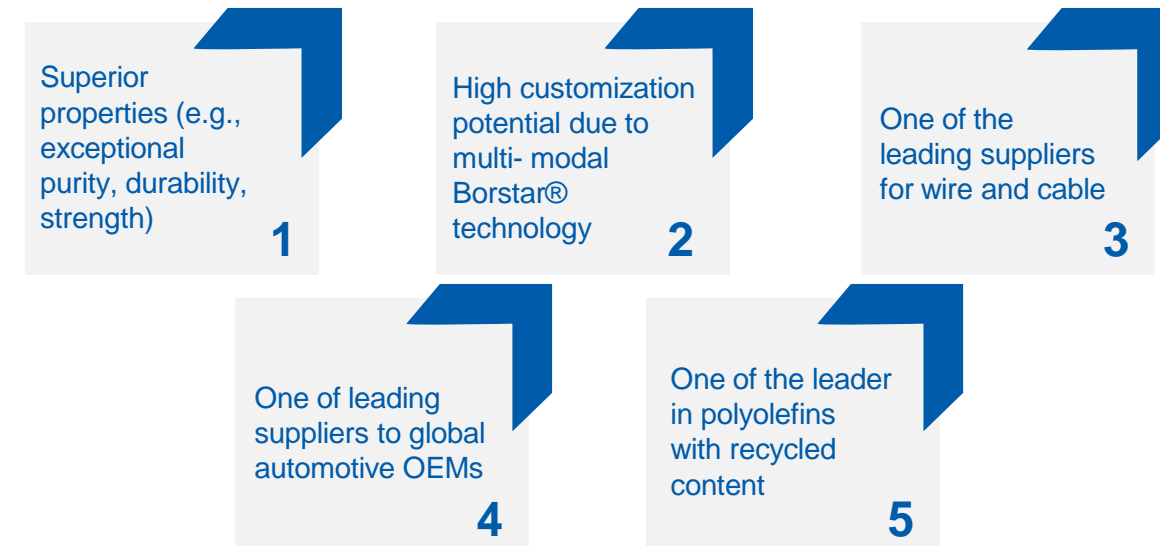 Superior
properties (e.g.,
exceptional
purity, durability,
strength)
1
High customization
potential due to
multi- modal
Borstar®
technology
2
One of the
leading suppliers
for wire and cable
3
One of leading
suppliers to global
automotive OEMs
4
One of the leader
in polyolefins
with recycled
content
5